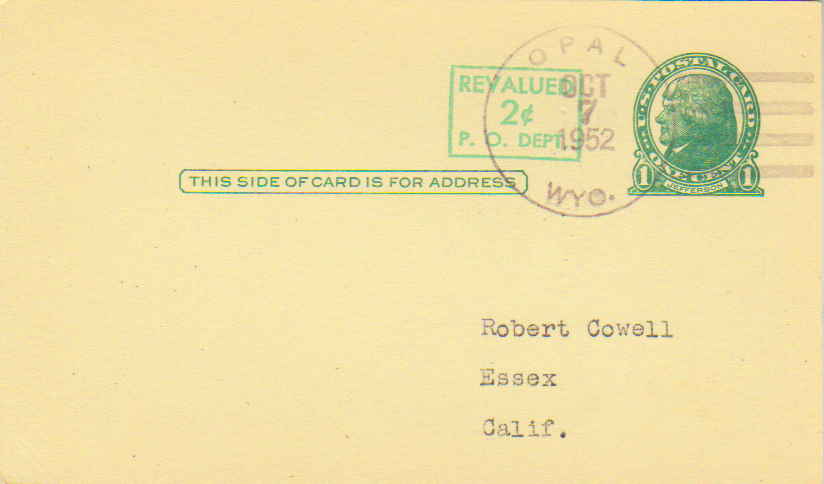 OPAL
OCT
7
1952
WYO.
REVALUED
2¢
P. O. DEPT.
U.S. POSTAL CARD
ONE CENT
1 JEFFERSON 1
THIS SIDE OF CARD IS FOR ADDRESS
Robert Cowell
Essex
Calif.